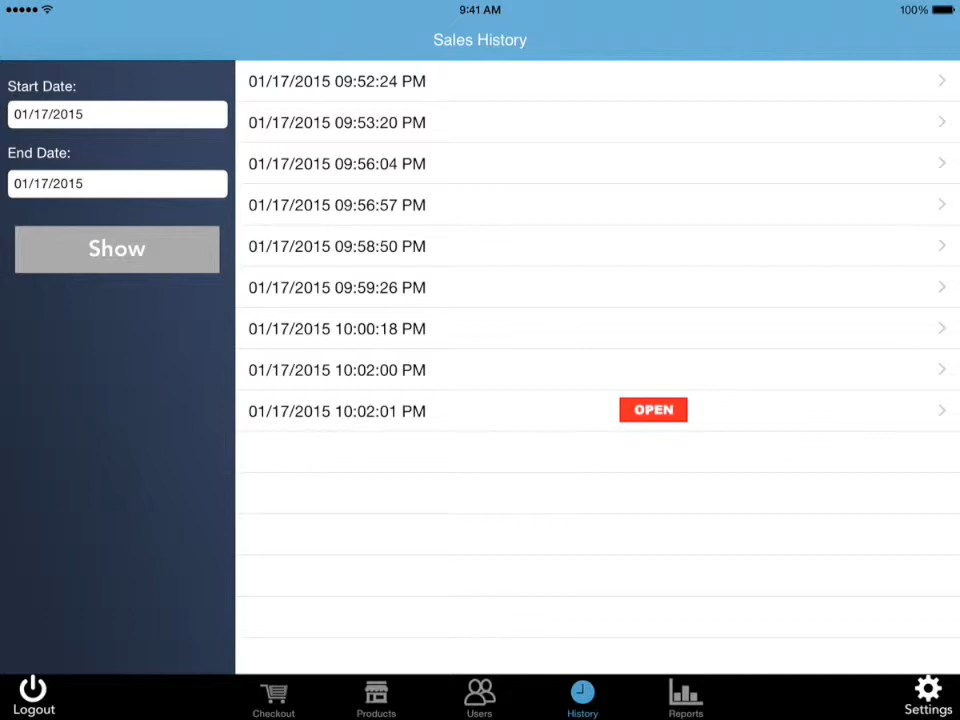 9:41 AM
100%
Sales History
Start Date:
01/17/2015
End Date:
01/17/2015
Show
01/17/2015 09:52:24 PM
01/17/2015 09:53:20 PM
01/17/2015 09:56:04 PM
01/17/2015 09:56:57 PM
01/17/2015 09:58:50 PM
01/17/2015 09:59:26 PM
01/17/2015 10:00:18 PM
01/17/2015 10:02:00 PM
01/17/2015 10:02:01 PM OPEN
Logout
Checkout
Products
Users
History
Reports
Settings